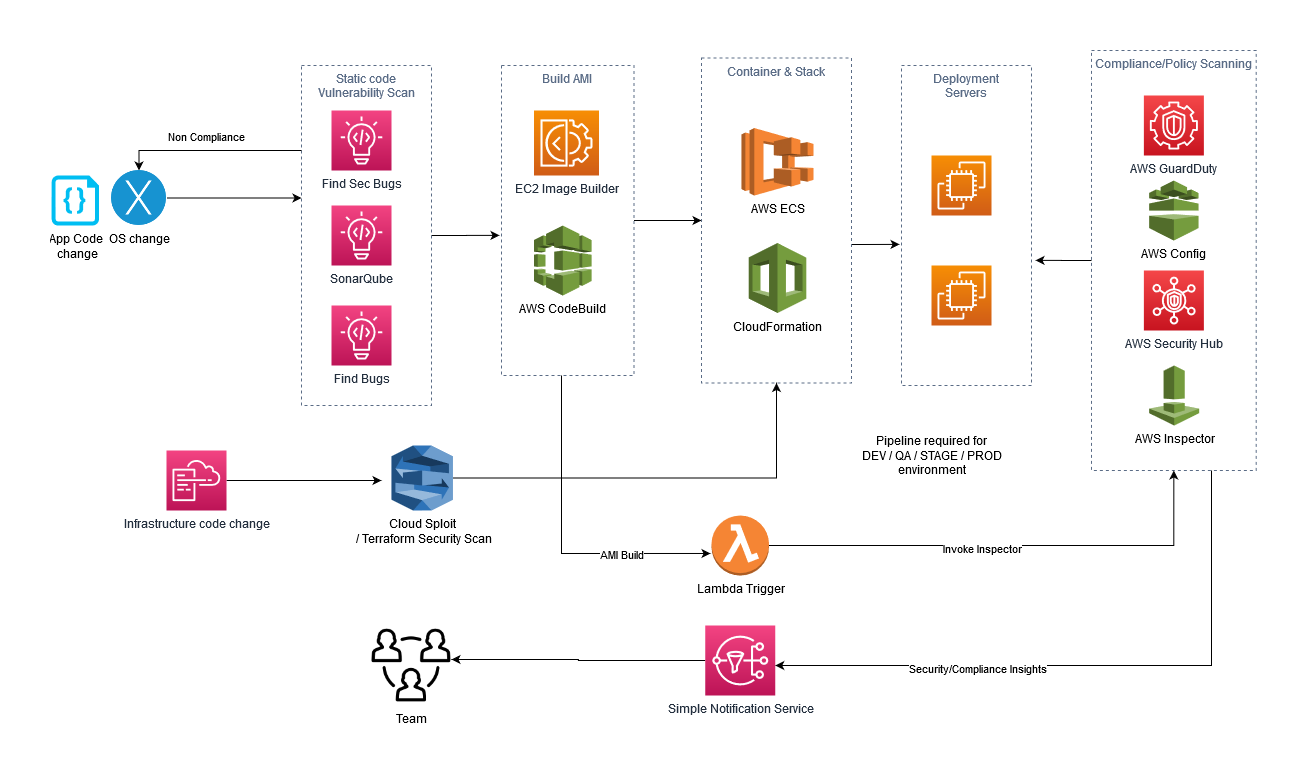 Static code
Vulnerability Scan
Find Sec Bugs
SonarQube
Find Bugs
Build AMI
EC2 Image Builder
AWS CodeBuild
Container & Stack
AWS ECS
CloudFormation
Deployment
Servers
Compliance/Policy Scanning
AWS GuardDuty
AWS Config
AWS Security Hub
AWS Inspector
Non Compliance
{}
X
App Code
change
OS change
Infrastructure code change
Cloud Sploit
/ Terraform Security Scan
Pipeline required for
DEV / QA / STAGE / PROD
environment
AMI Build
Lambda Trigger
Invoke Inspector
Team
Simple Notification Service
Security/Compliance Insights